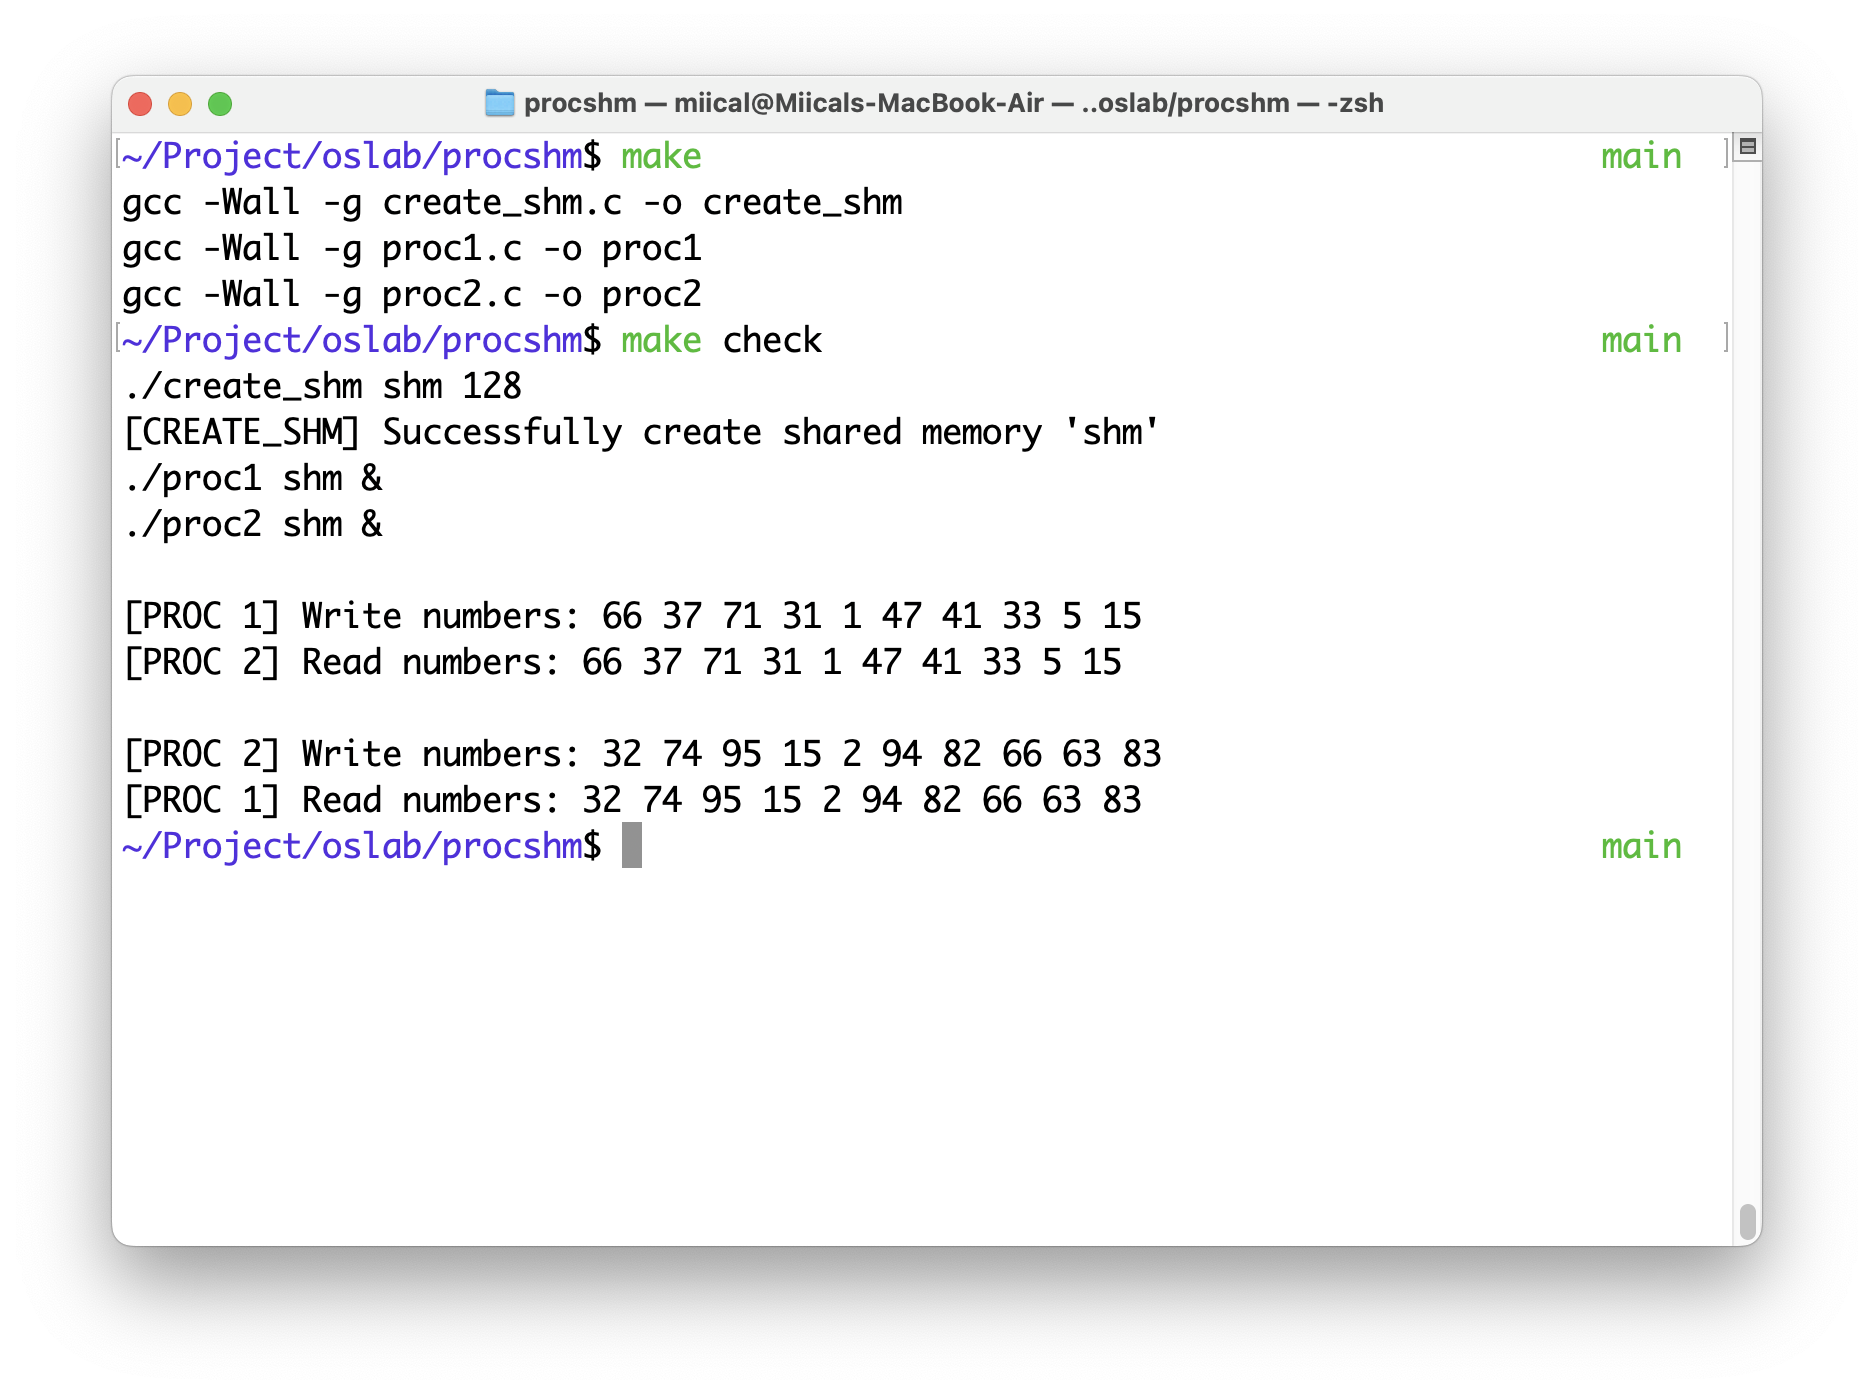 procshm — miical@Miicals-MacBook-Air — ..oslab/procshm — -zsh
[~/Project/oslab/procshm$ make main ]
gcc -Wall -g create_shm.c -o create_shm
gcc -Wall -g proc1.c -o proc1
gcc -Wall -g proc2.c -o proc2
[~/Project/oslab/procshm$ make check main ]
./create_shm shm 128
[CREATE_SHM] Successfully create shared memory 'shm'
./proc1 shm &
./proc2 shm &
[PROC 1] Write numbers: 66 37 71 31 1 47 41 33 5 15
[PROC 2] Read numbers: 66 37 71 31 1 47 41 33 5 15
[PROC 2] Write numbers: 32 74 95 15 2 94 82 66 63 83
[PROC 1] Read numbers: 32 74 95 15 2 94 82 66 63 83
~/Project/oslab/procshm$ main